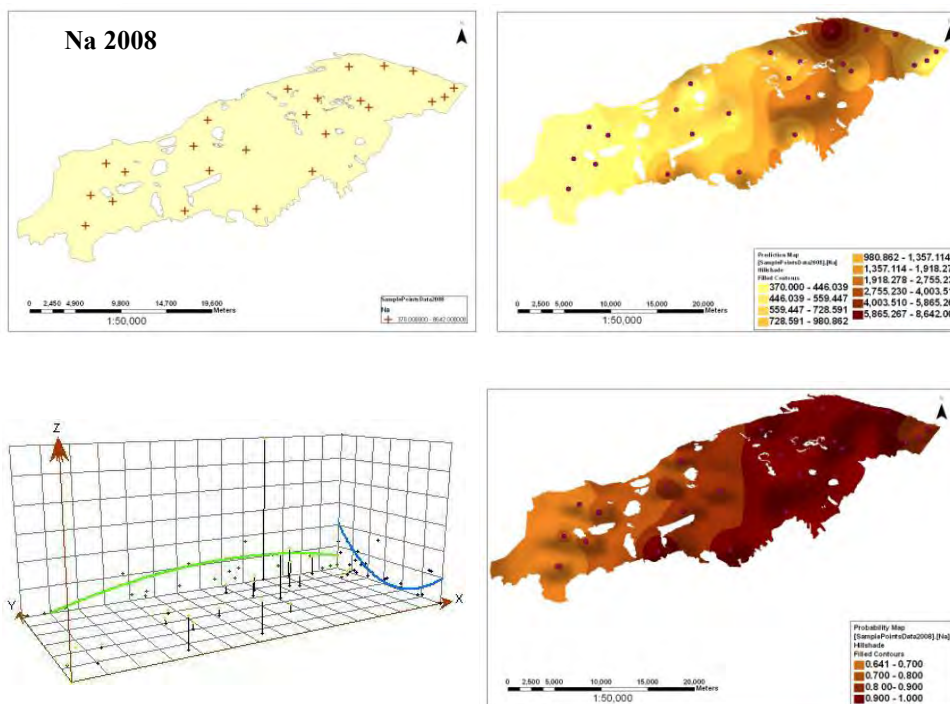 Na 2008
0 2,450 4,900 9,800 14,700 19,600
Meters
1:50,000
SamplePointsData2008
Na
Prediction Map
[SamplePointsData2008].[Na]
Hillshade
Filled Contours
370.000 - 446.039
446.039 - 559.447
559.447 - 728.591
728.591 - 980.862
980.862 - 1,357.114
1,357.114 - 1,918.27
1,918.278 - 2,755.23
2,755.230 - 4,003.51
4,003.510 - 5,865.2
5,865.267 - 8,642.00
0 2,500 5,000 10,000 15,000 20,000
Meters
1:50,000
Z
Y
X
Probability Map
[SamplePointsData2008].[Na]
Hillshade
Filled Contours
0.641 - 0.700
0.700 - 0.800
0.8 00- 0.900
0.900 - 1.000
0 2,500 5,000 10,000 15,000 20,000
Meters
1:50,000